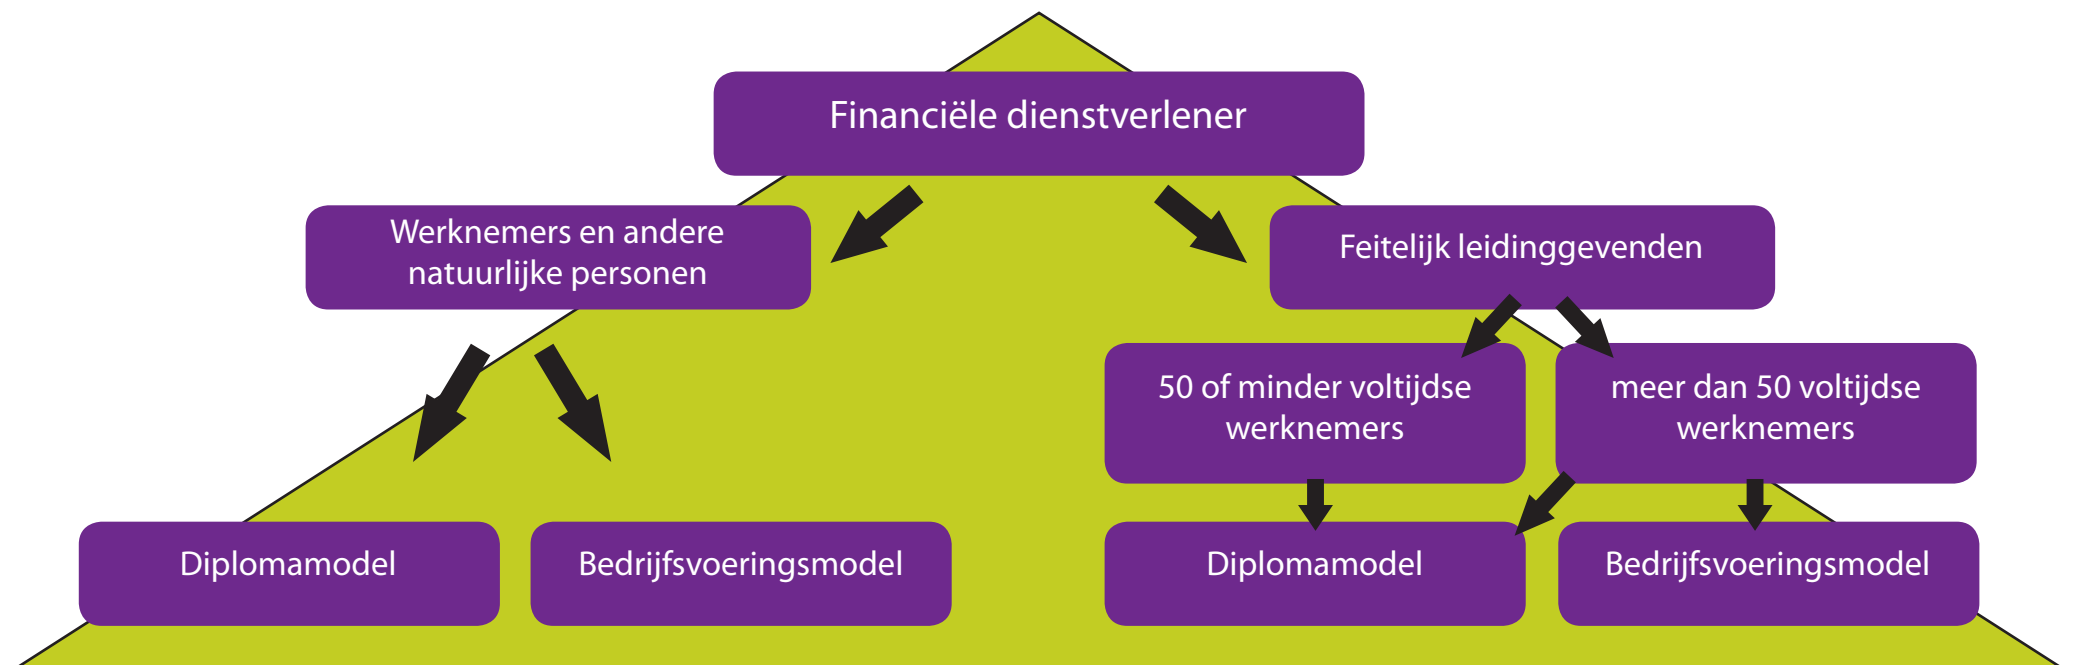 Financiële dienstverlener
Werknemers en andere
natuurlijke personen
Feitelijk leidinggevenden
50 of minder voltijdse
werknemers
meer dan 50 voltijdse
werknemers
Diplomamodel
Bedrijfsvoeringsmodel
Diplomamodel
Bedrijfsvoeringsmodel